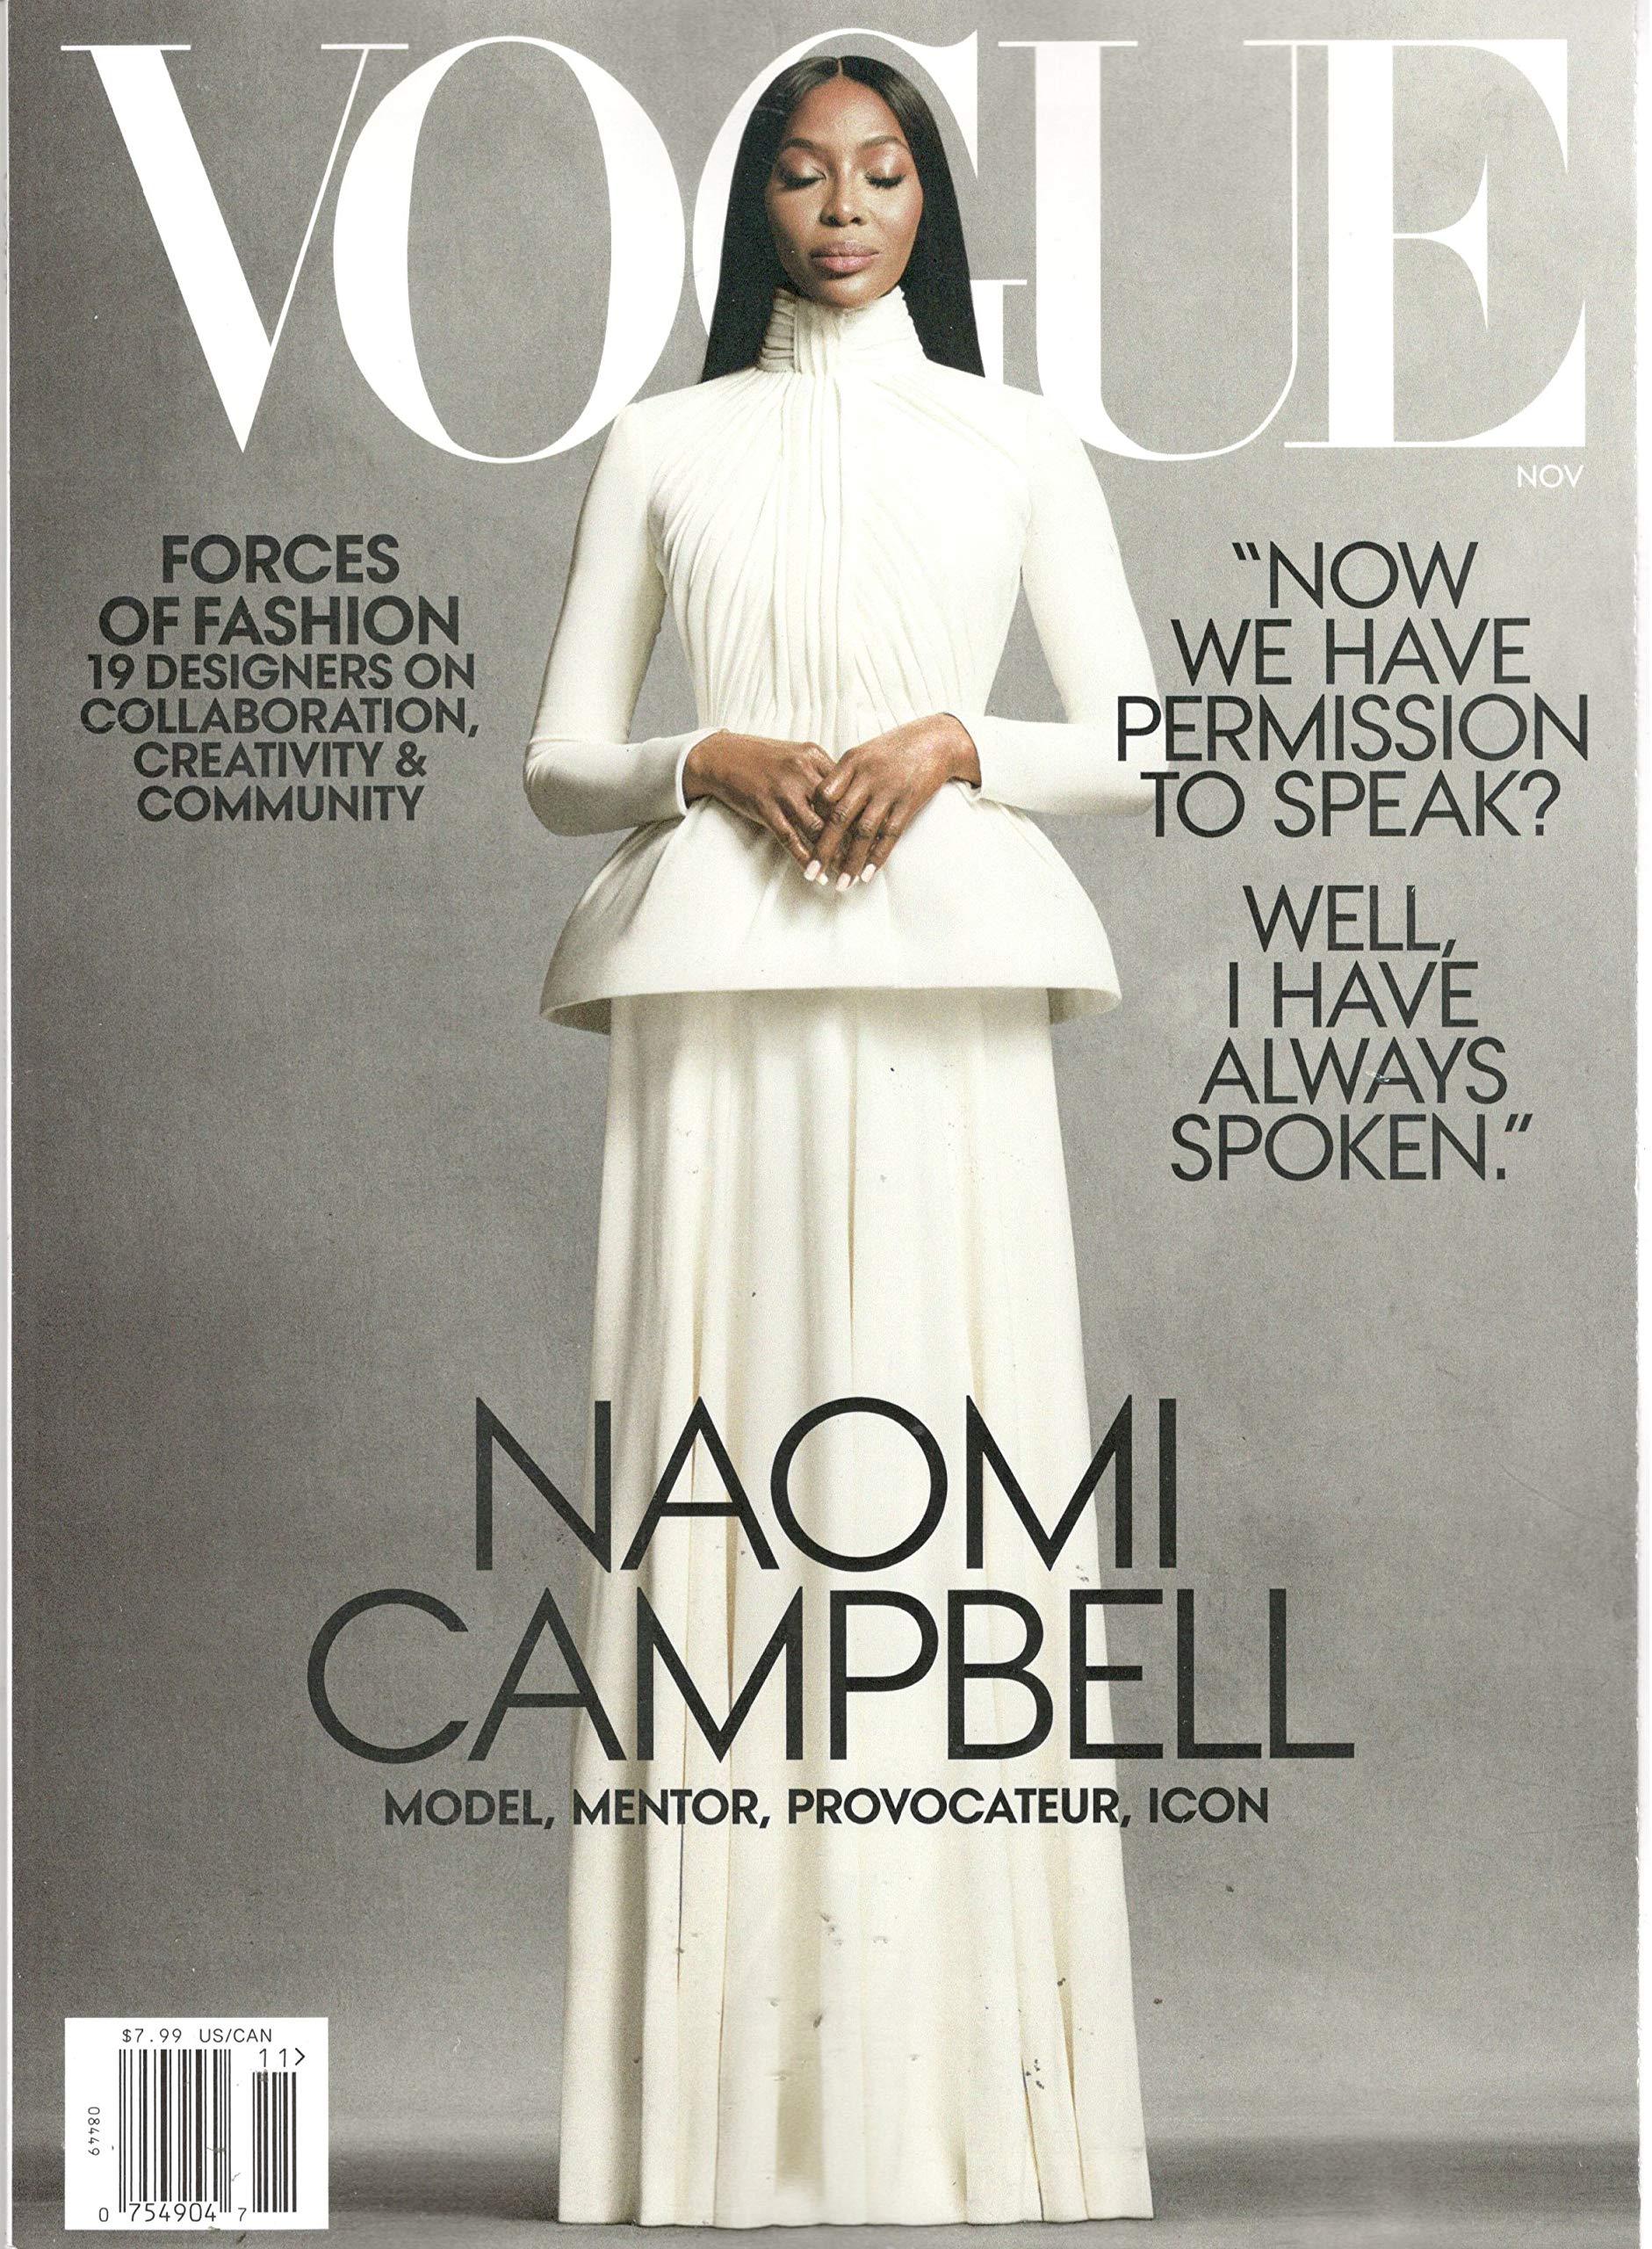 VOGUE
NOV
FORCES
OF FASHION
19 DESIGNERS ON
COLLABORATION,
CREATIVITY &
COMMUNITY
“NOW
WE HAVE
PERMISSION
TO SPEAK?
WELL,
I HAVE
ALWAYS
SPOKEN.”
NAOMI
CAMPBELL
MODEL, MENTOR, PROVOCATEUR, ICON
$7.99 US/CAN
11>
08449
0 754904 7